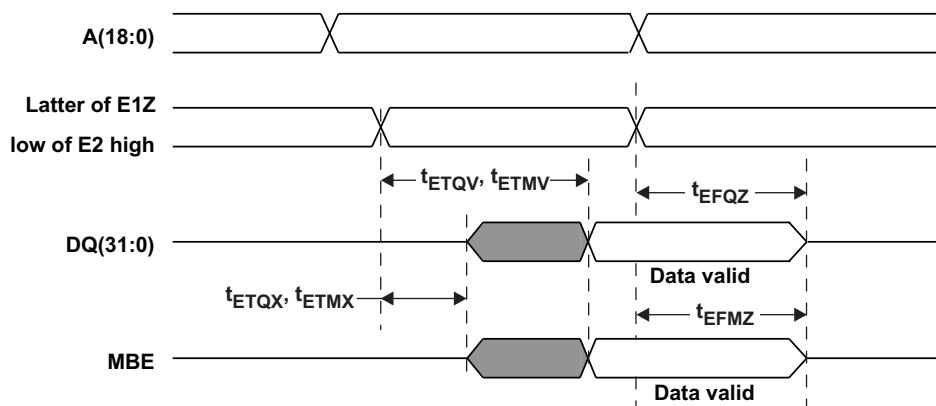 A(18:0)
Latter of E1Z
low of E2 high
tETQV, tETMV
tEFQZ
DQ(31:0)
Data valid
tETQX, tETMX
tEFMZ
MBE
Data valid